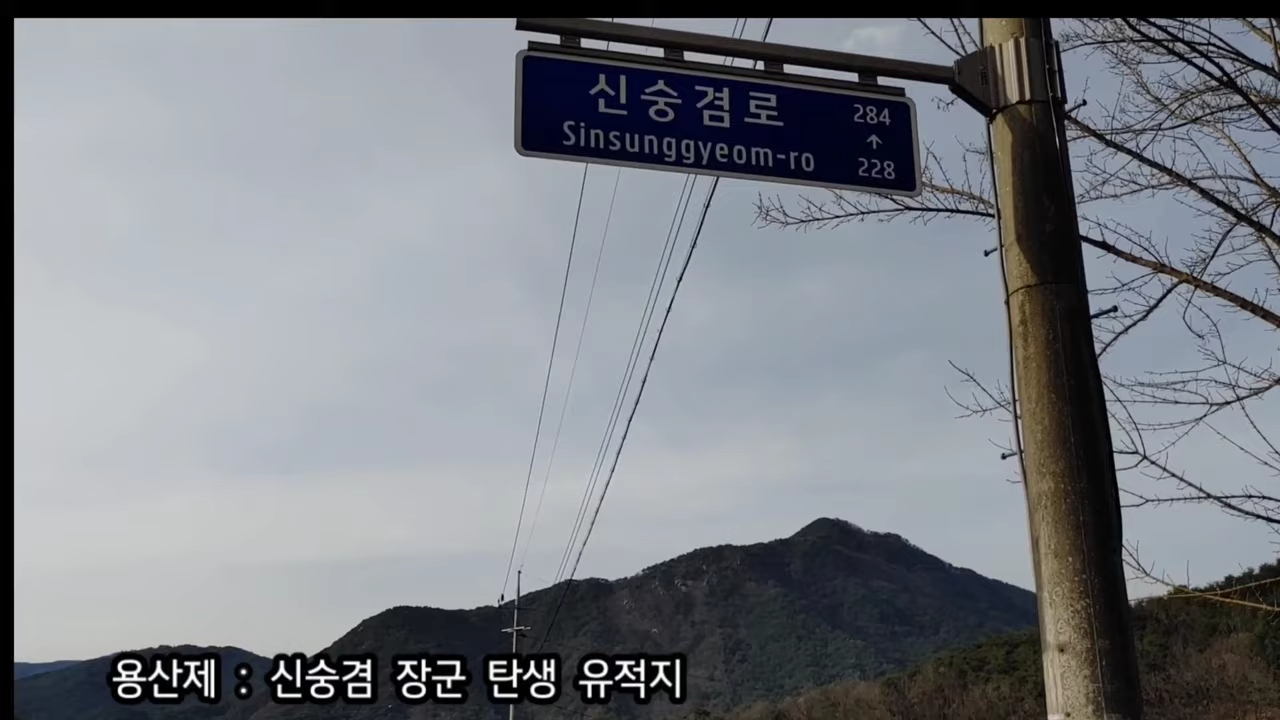 신숭겸로
Sinsunggyeom-ro
284
↑
228
용산제 : 신숭겸 장군 탄생 유적지